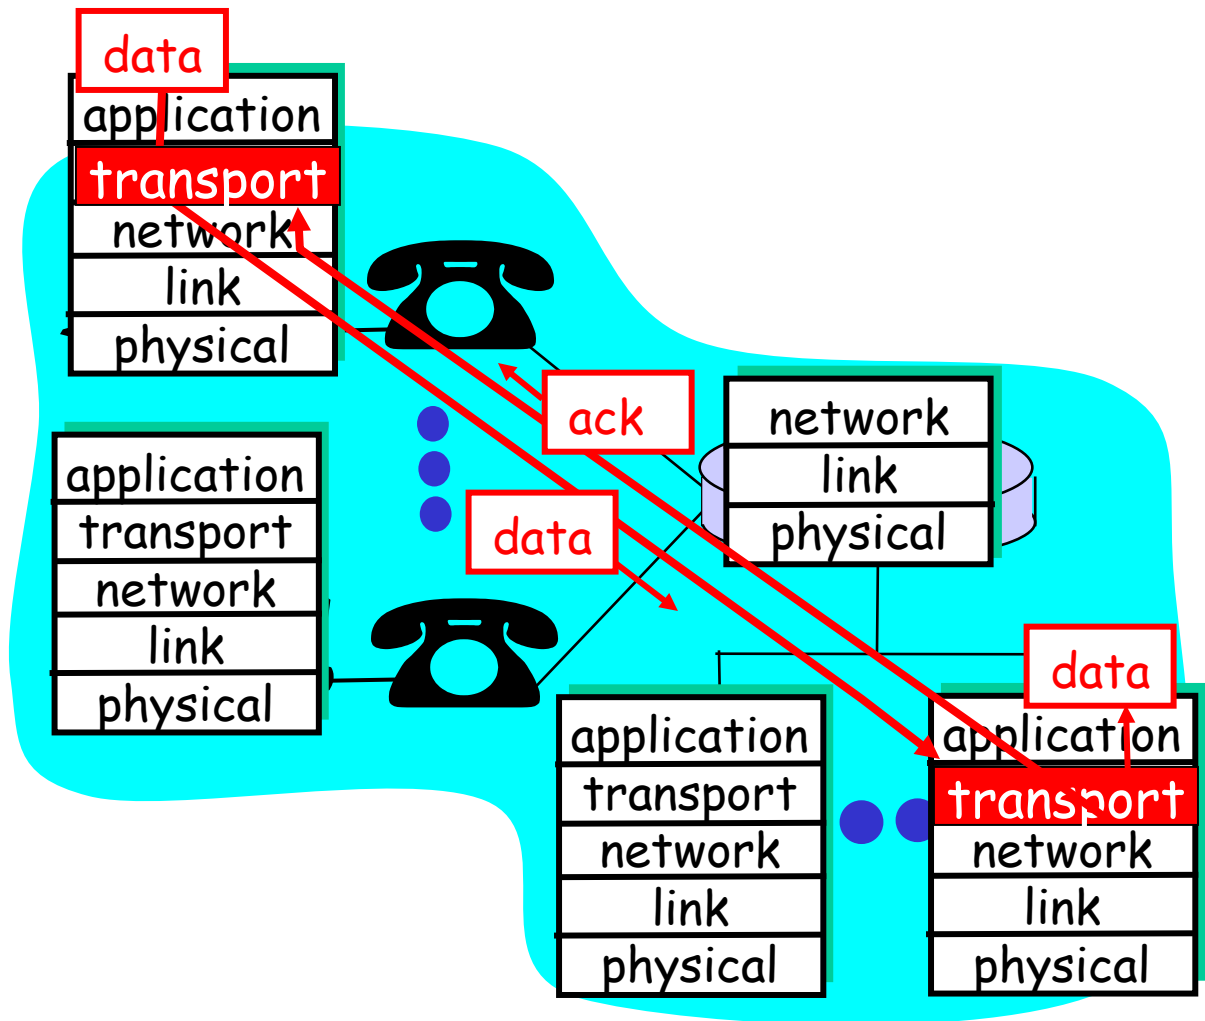 data
application
transport
network
link
physical
ack
network
link
physical
application
transport
network
link
physical
data
data
application
transport
network
link
physical
application
transport
network
link
physical